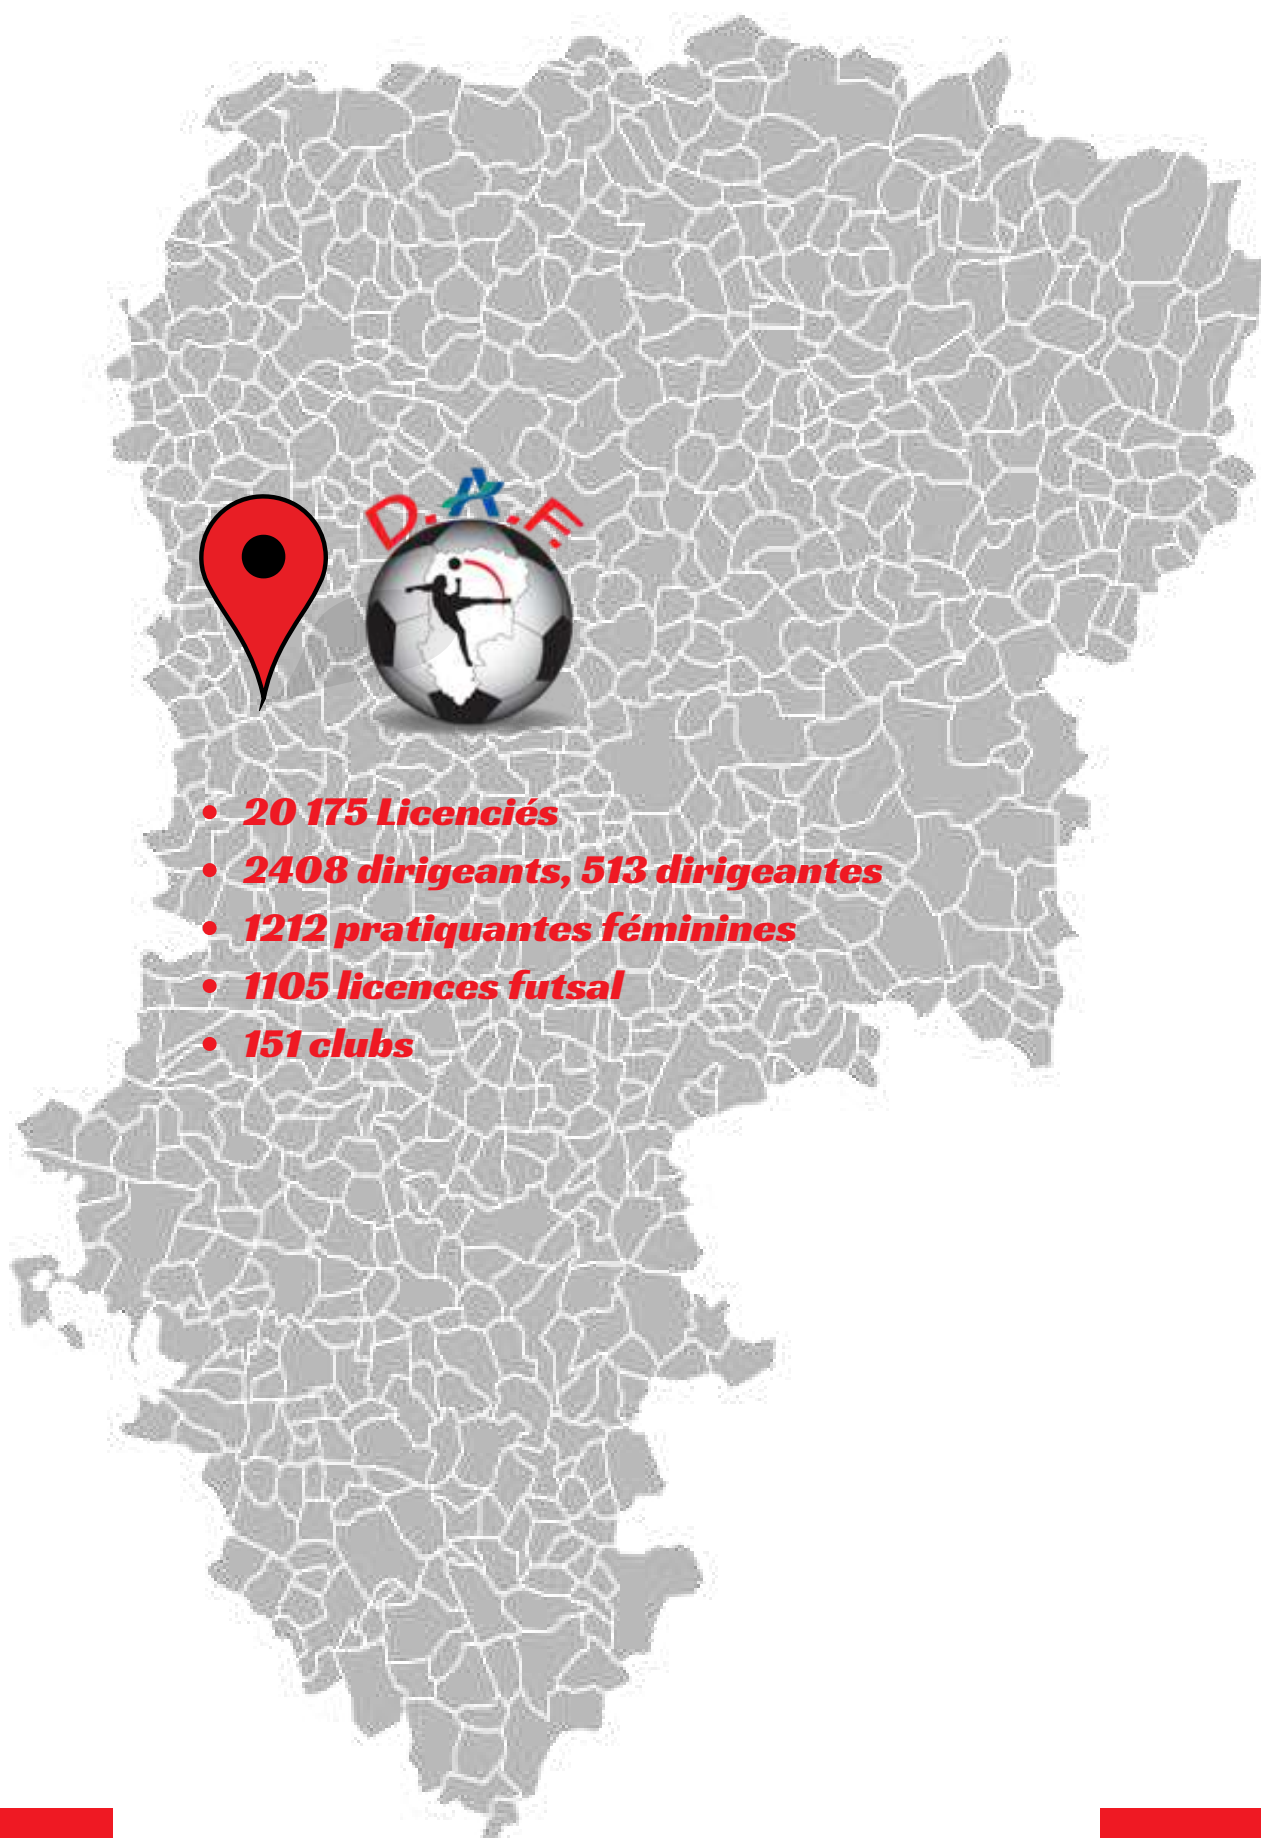 D.A.F.
• 20 175 Licenciés
• 2408 dirigeants, 513 dirigeantes
• 1212 pratiquantes féminines
• 1105 licences futsal
• 151 clubs